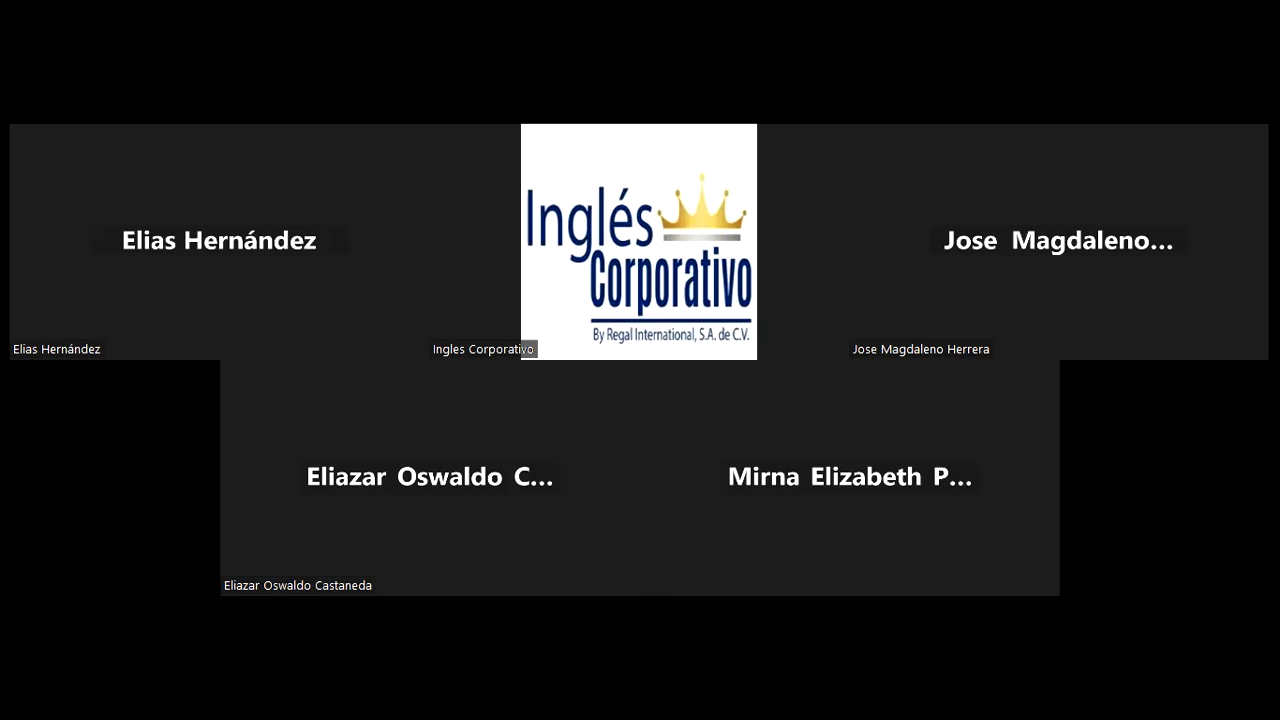 Elias Hernández
Inglés
Corporativo
By Regal International, S.A. de C.V.
Jose Magdaleno...
Elias Hernández
Ingles Corporativo
Jose Magdaleno Herrera
Eliazar Oswaldo C...
Mirna Elizabeth P...
Eliazar Oswaldo Castaneda